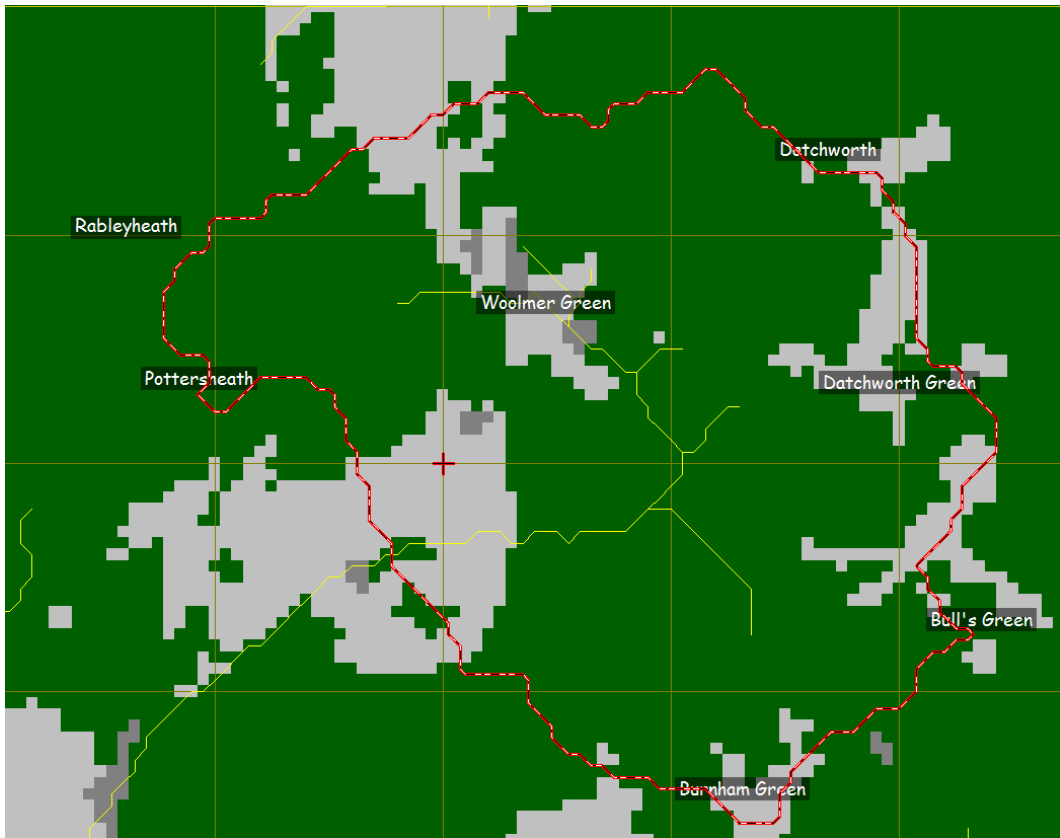 Datchworth
Rableyheath
Woolmer Green
Pottersheath
Datchworth Green
Bull's Green
Burnham Green